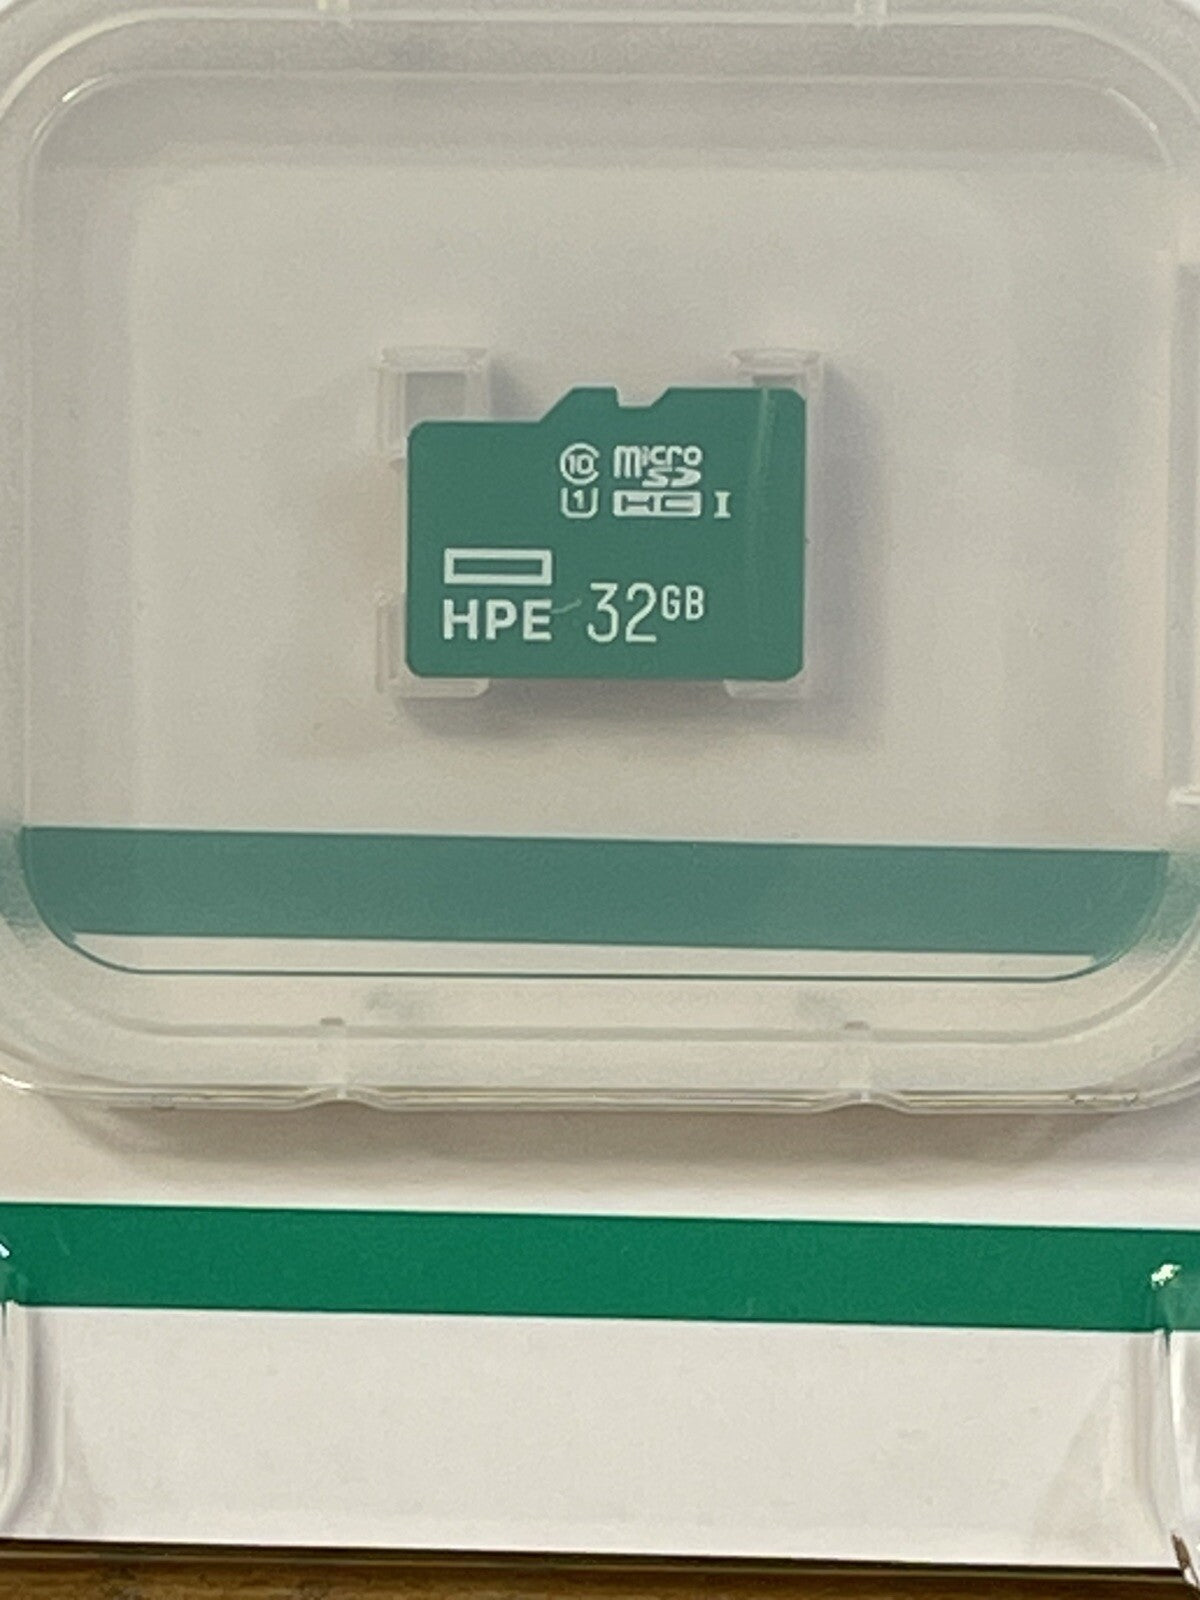 10 micro
SD
U1 HC I
HPE 32GB